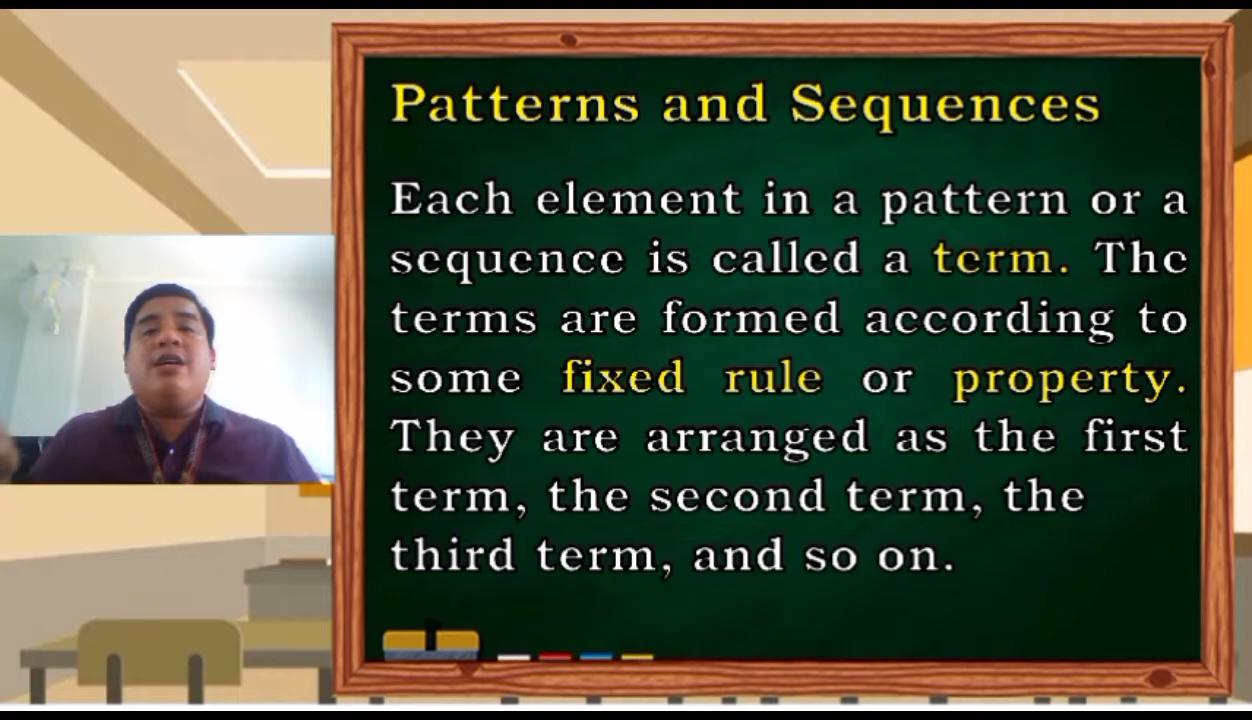 Patterns and Sequences
Each element in a pattern or a
sequence is called a term. The
terms are formed according to
some fixed rule or property.
They are arranged as the first
term, the second term, the
third term, and so on.